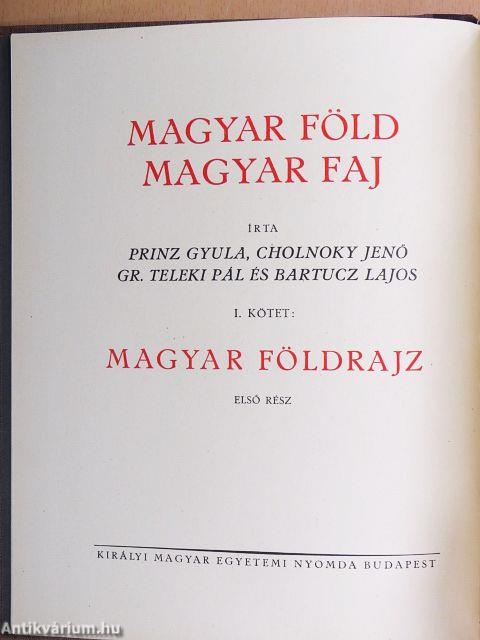 MAGYAR FÖLD
MAGYAR FAJ
ÍRTA
PRINZ GYULA, CHOLNOKY JENŐ
GR. TELEKI PÁL ÉS BARTUCZ LAJOS
I. KÖTET:
MAGYAR FÖLDRAJZ
ELSŐ RÉSZ
KIRÁLYI MAGYAR EGYETEMI NYOMDA BUDAPEST
Antikvárium.hu